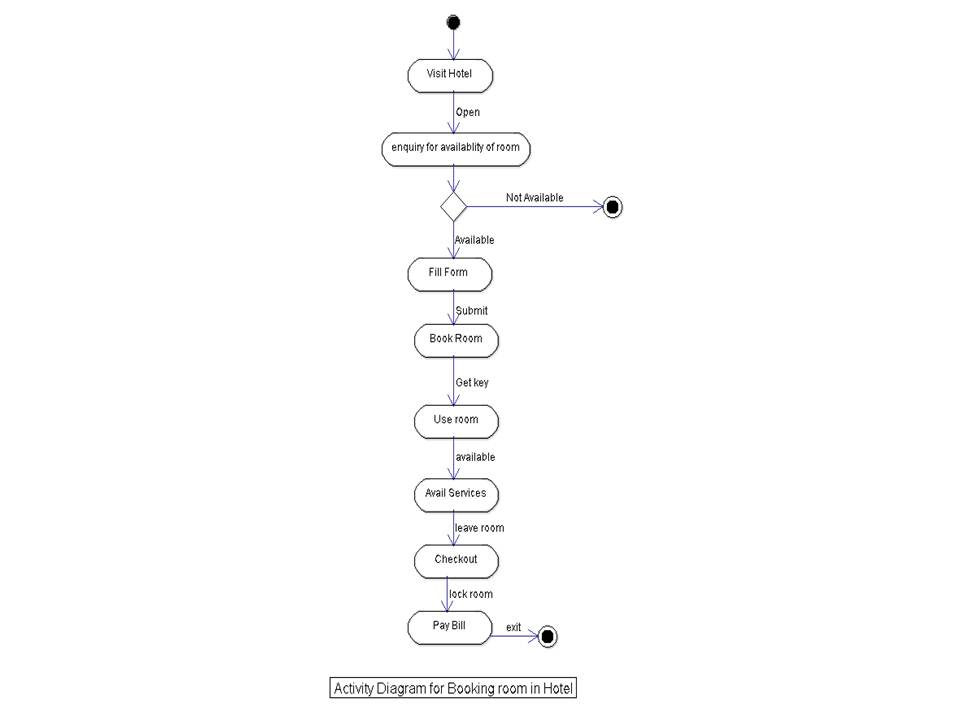 Visit Hotel
Open
enquiry for availablity of room
Not Available
Available
Fill Form
Submit
Book Room
Get key
Use room
available
Avail Services
leave room
Checkout
lock room
Pay Bill
exit
Activity Diagram for Booking room in Hotel